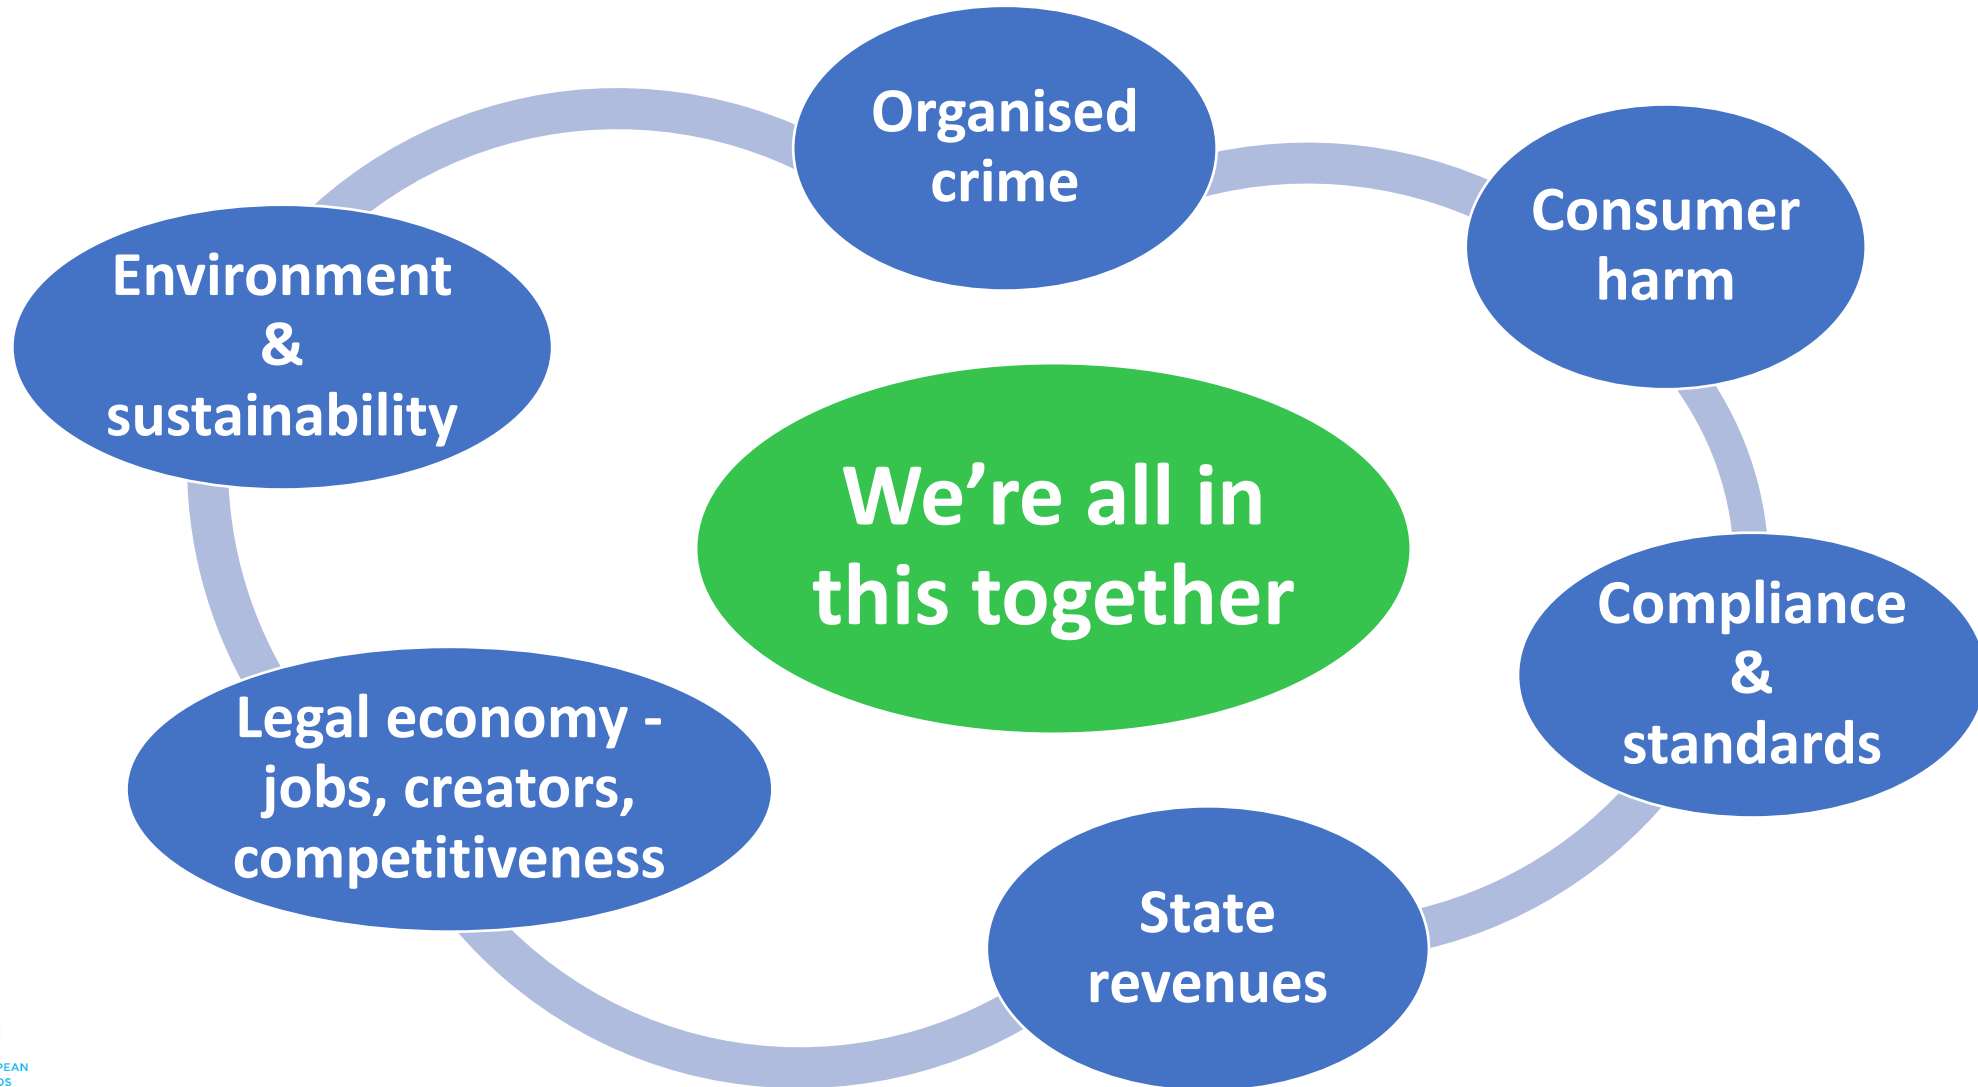 Organised
crime
Consumer
harm
Environment
&
sustainability
We’re all in
this together
Compliance
&
standards
Legal economy -
jobs, creators,
competitiveness
State
revenues